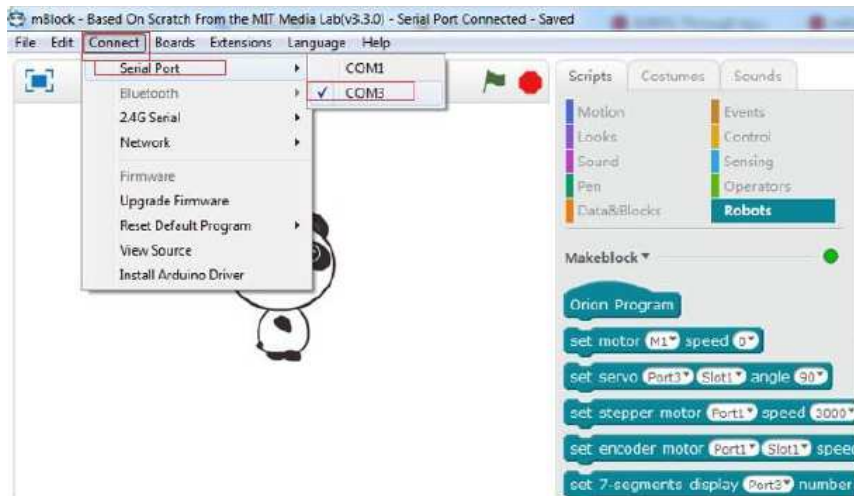 mBlock - Based On Scratch From the MIT Media Lab(v3.3.0) - Serial Port Connected - Saved
File Edit Connect Boards Extensions Language Help
Serial Port
COM1
COM3
Bluetooth
2.4G Serial
Network
Firmware
Upgrade Firmware
Reset Default Program
View Source
Install Arduino Driver
Scripts Costumes Sounds
Motion Events
Looks Control
Sound Sensing
Pen Operators
Data&Blocks Robots
Makeblock
Orion Program
set motor M1 speed 0
set servo Port3 Slot1 angle 90
set stepper motor Port1 speed 3000
set encoder motor Port1 Slot1 speed
set 7-segments display Port3 number